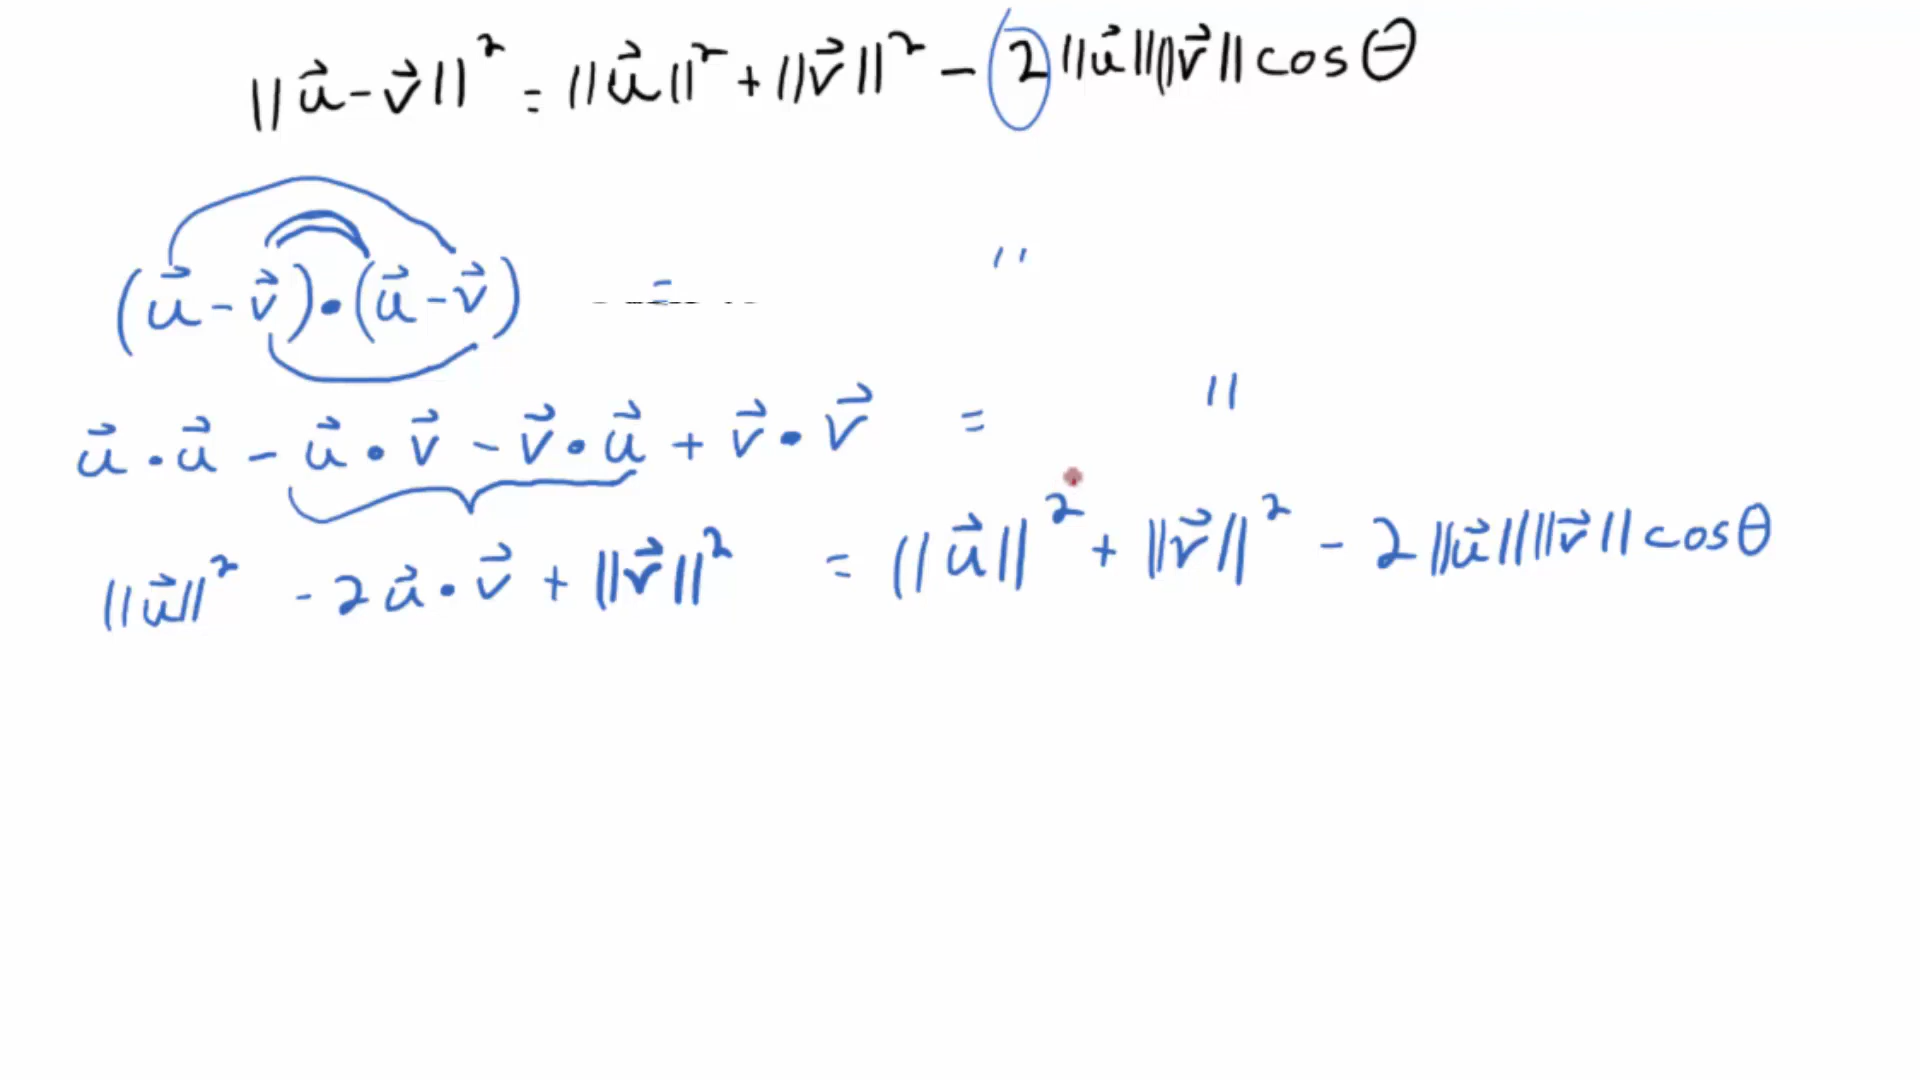 ||u⃗ - v⃗||² = ||u⃗||² + ||v⃗||² - 2||u⃗||||v⃗|| cos θ
(u⃗ - v⃗)•(u⃗ - v⃗) = "
u⃗•u⃗ - u⃗•v⃗ - v⃗•u⃗ + v⃗•v⃗ = "
||u⃗||² - 2u⃗•v⃗ + ||v⃗||² = ||u⃗||² + ||v⃗||² - 2||u⃗||||v⃗|| cos θ